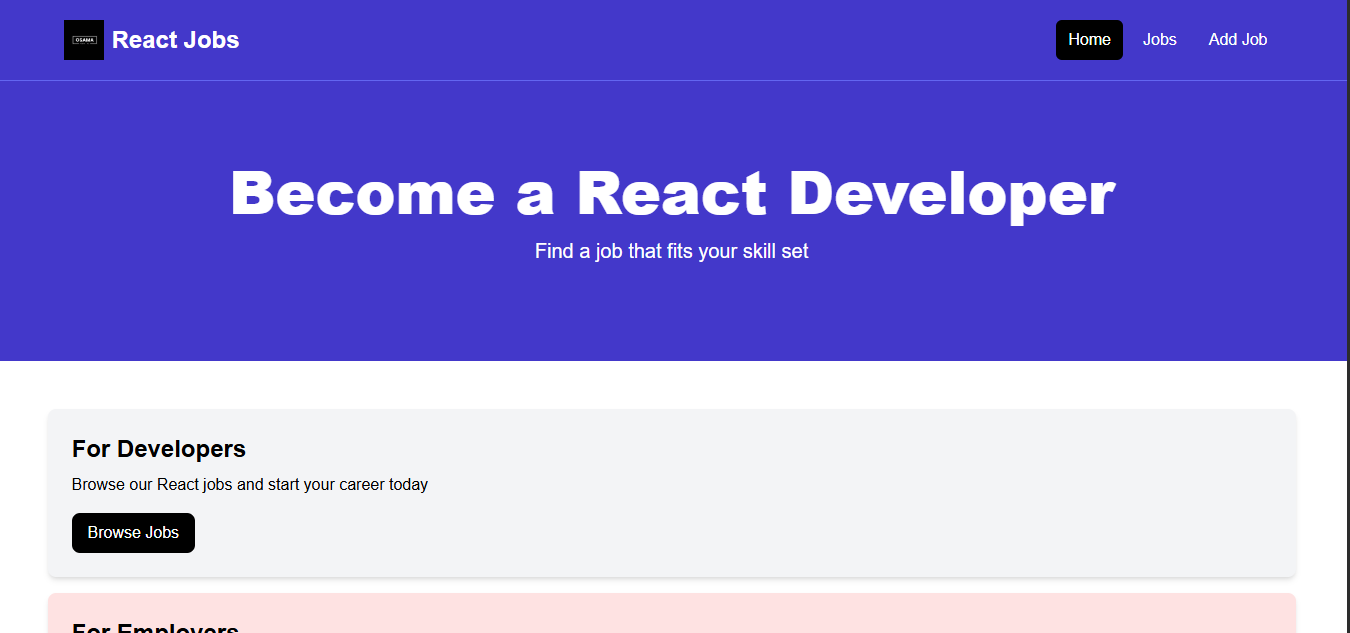 OSAMA
React Jobs
Home
Jobs
Add Job
Become a React Developer
Find a job that fits your skill set
For Developers
Browse our React jobs and start your career today
Browse Jobs
For Employers